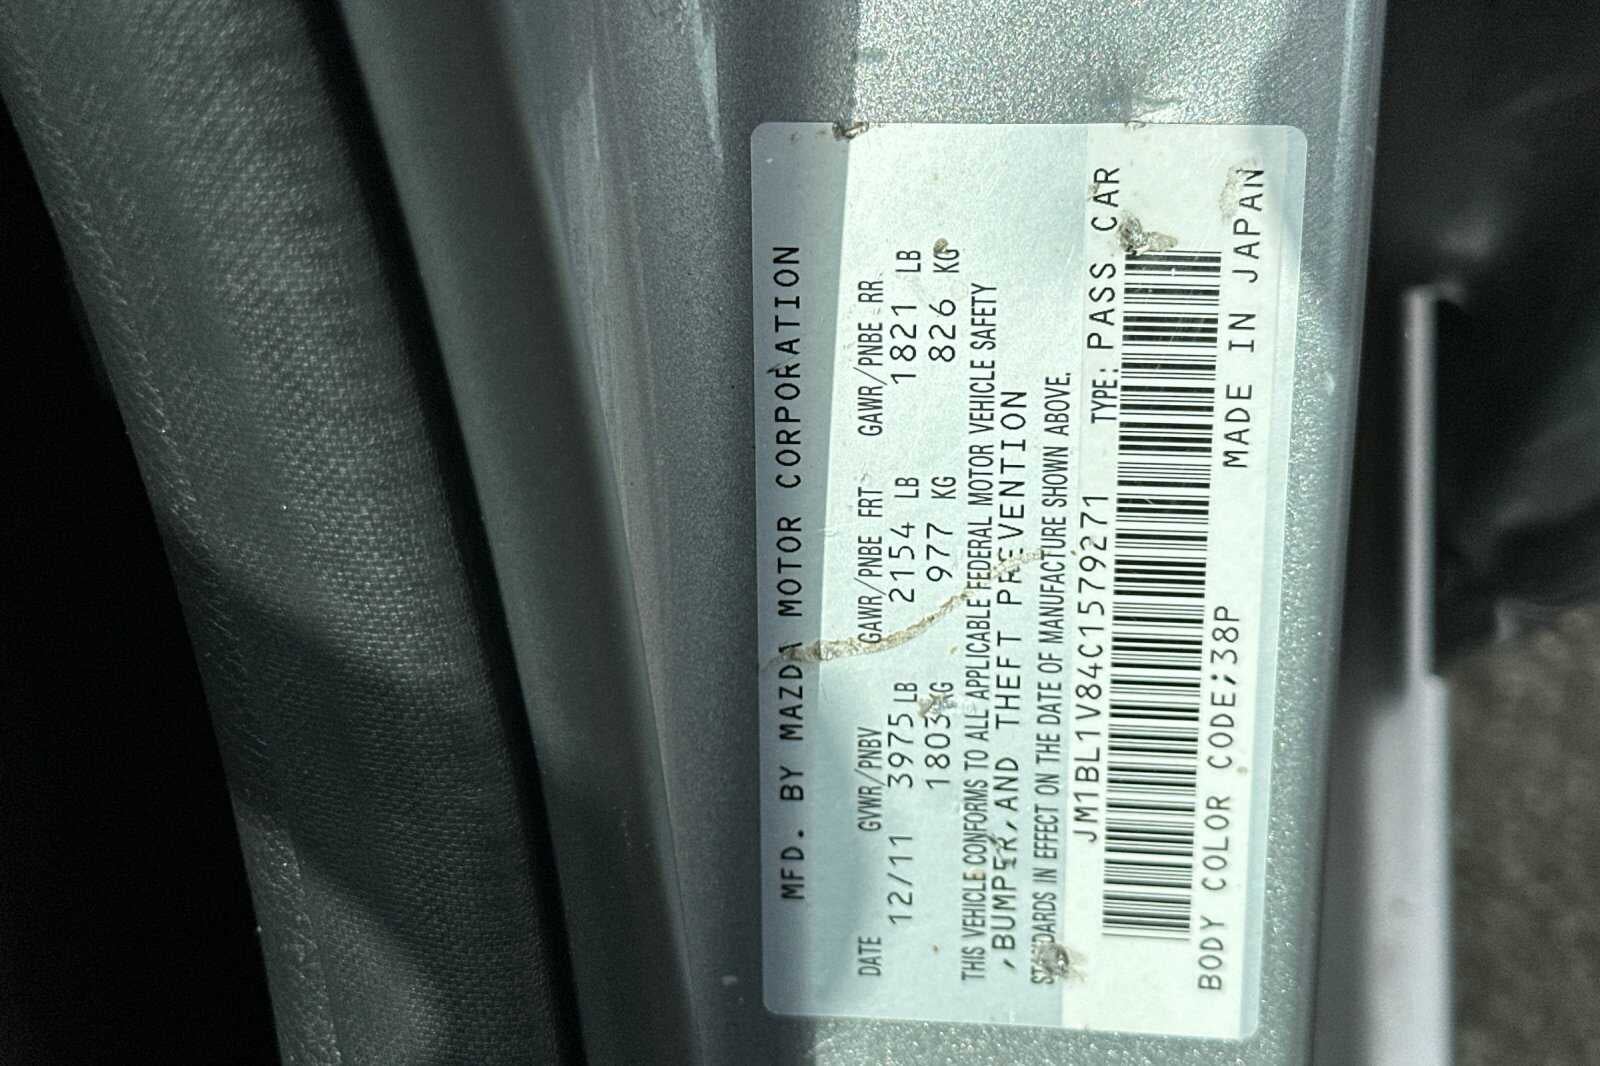 MFD. BY MAZDA MOTOR CORPORATION
DATE GVWR/PNBV GAWR/PNBE FRT GAWR/PNBE RR
12/11 3975 LB 2154 LB 1821 LB
1803 KG 977 KG 826 KG
THIS VEHICLE CONFORMS TO ALL APPLICABLE FEDERAL MOTOR VEHICLE SAFETY
,BUMPER,AND THEFT PREVENTION
STANDARDS IN EFFECT ON THE DATE OF MANUFACTURE SHOWN ABOVE.
JM1BL1V84C1579271 TYPE: PASS CAR
BODY COLOR CODE;38P MADE IN JAPAN